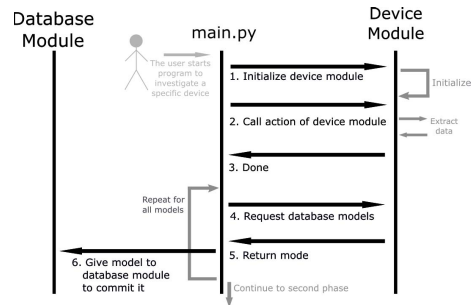 Database
Module
main.py
Device
Module
The user starts
program to
investigate a
specific device
1. Initialize device module
Initialize
2. Call action of device module
Extract
data
3. Done
Repeat for
all models
4. Request database models
5. Return mode
6. Give model to
database module
to commit it
Continue to second phase